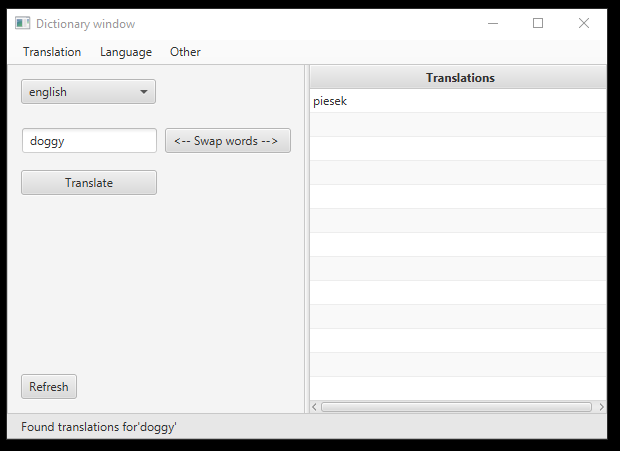 Dictionary window
Translation Language Other
english
doggy
<-- Swap words -->
Translate
Refresh
Translations
piesek
Found translations for'doggy'